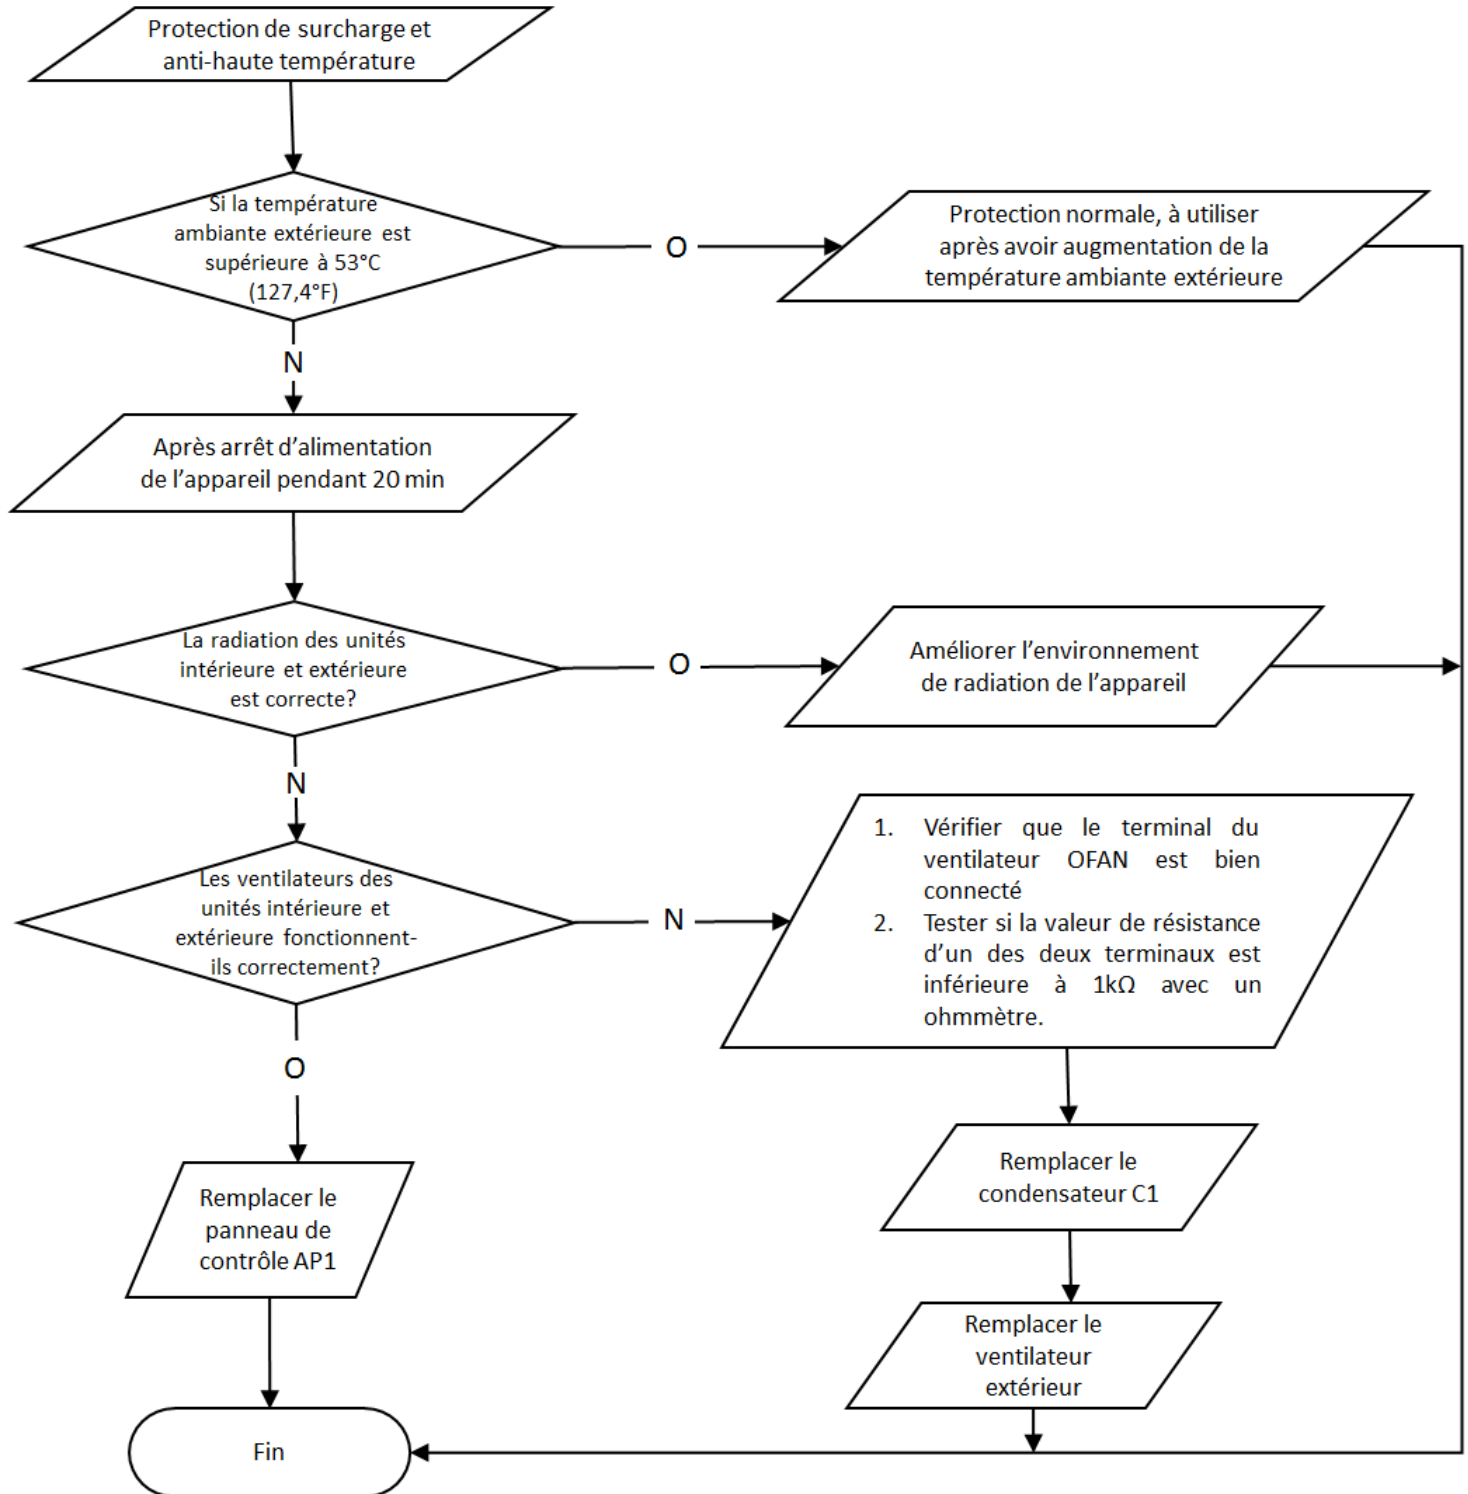 Protection de surcharge et
anti-haute température
Si la température
ambiante extérieure est
supérieure à 53°C
(127,4°F)
O
Protection normale, à utiliser
après avoir augmentation de la
température ambiante extérieure
N
Après arrêt d’alimentation
de l’appareil pendant 20 min
La radiation des unités
intérieure et extérieure
est correcte?
O
Améliorer l’environnement
de radiation de l’appareil
N
Les ventilateurs des
unités intérieure et
extérieure fonctionnent-
ils correctement?
N
1. Vérifier que le terminal du
ventilateur OFAN est bien
connecté
2. Tester si la valeur de résistance
d’un des deux terminaux est
inférieure à 1kΩ avec un
ohmmètre.
O
Remplacer le
condensateur C1
Remplacer le
panneau de
contrôle AP1
Remplacer le
ventilateur
extérieur
Fin